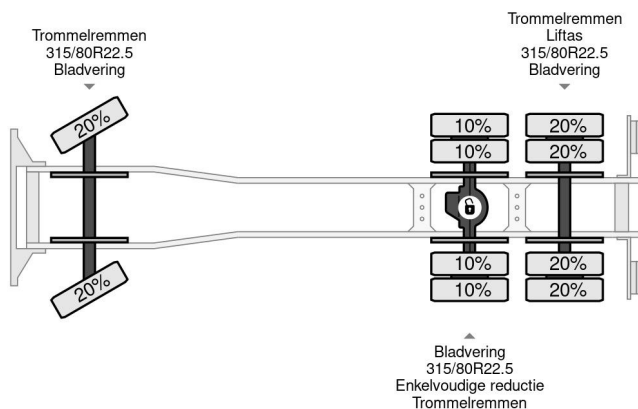 Trommelremmen
315/80R22.5
Bladvering
Trommelremmen
Liftas
315/80R22.5
Bladvering
20%
10%
20%
10%
20%
10%
20%
20%
10%
20%
Bladvering
315/80R22.5
Enkelvoudige reductie
Trommelremmen